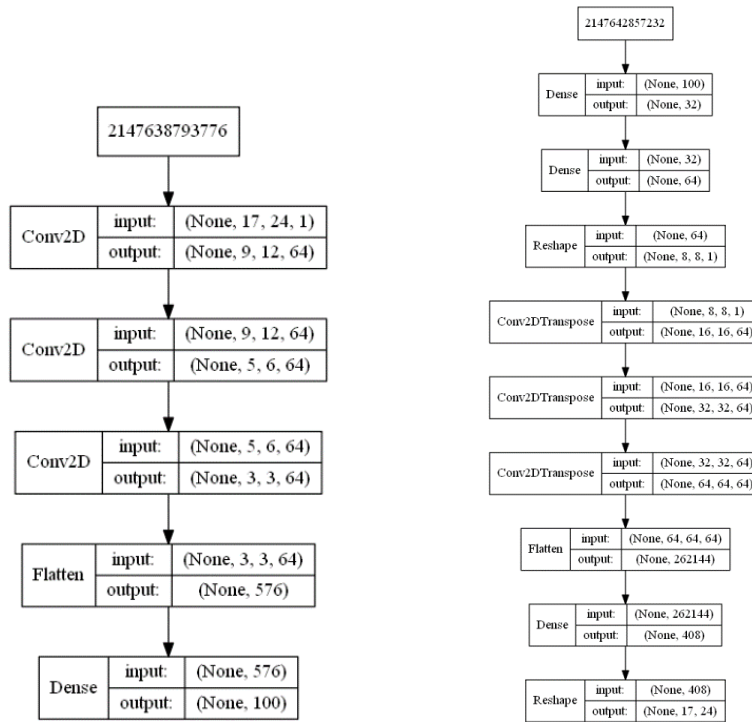 2147638793776
Conv2D
input: (None, 17, 24, 1)
output: (None, 9, 12, 64)
Conv2D
input: (None, 9, 12, 64)
output: (None, 5, 6, 64)
Conv2D
input: (None, 5, 6, 64)
output: (None, 3, 3, 64)
Flatten
input: (None, 3, 3, 64)
output: (None, 576)
Dense
input: (None, 576)
output: (None, 100)
2147642857232
Dense
input: (None, 100)
output: (None, 32)
Dense
input: (None, 32)
output: (None, 64)
Reshape
input: (None, 64)
output: (None, 8, 8, 1)
Conv2DTranspose
input: (None, 8, 8, 1)
output: (None, 16, 16, 64)
Conv2DTranspose
input: (None, 16, 16, 64)
output: (None, 32, 32, 64)
Conv2DTranspose
input: (None, 32, 32, 64)
output: (None, 64, 64, 64)
Flatten
input: (None, 64, 64, 64)
output: (None, 262144)
Dense
input: (None, 262144)
output: (None, 408)
Reshape
input: (None, 408)
output: (None, 17, 24)